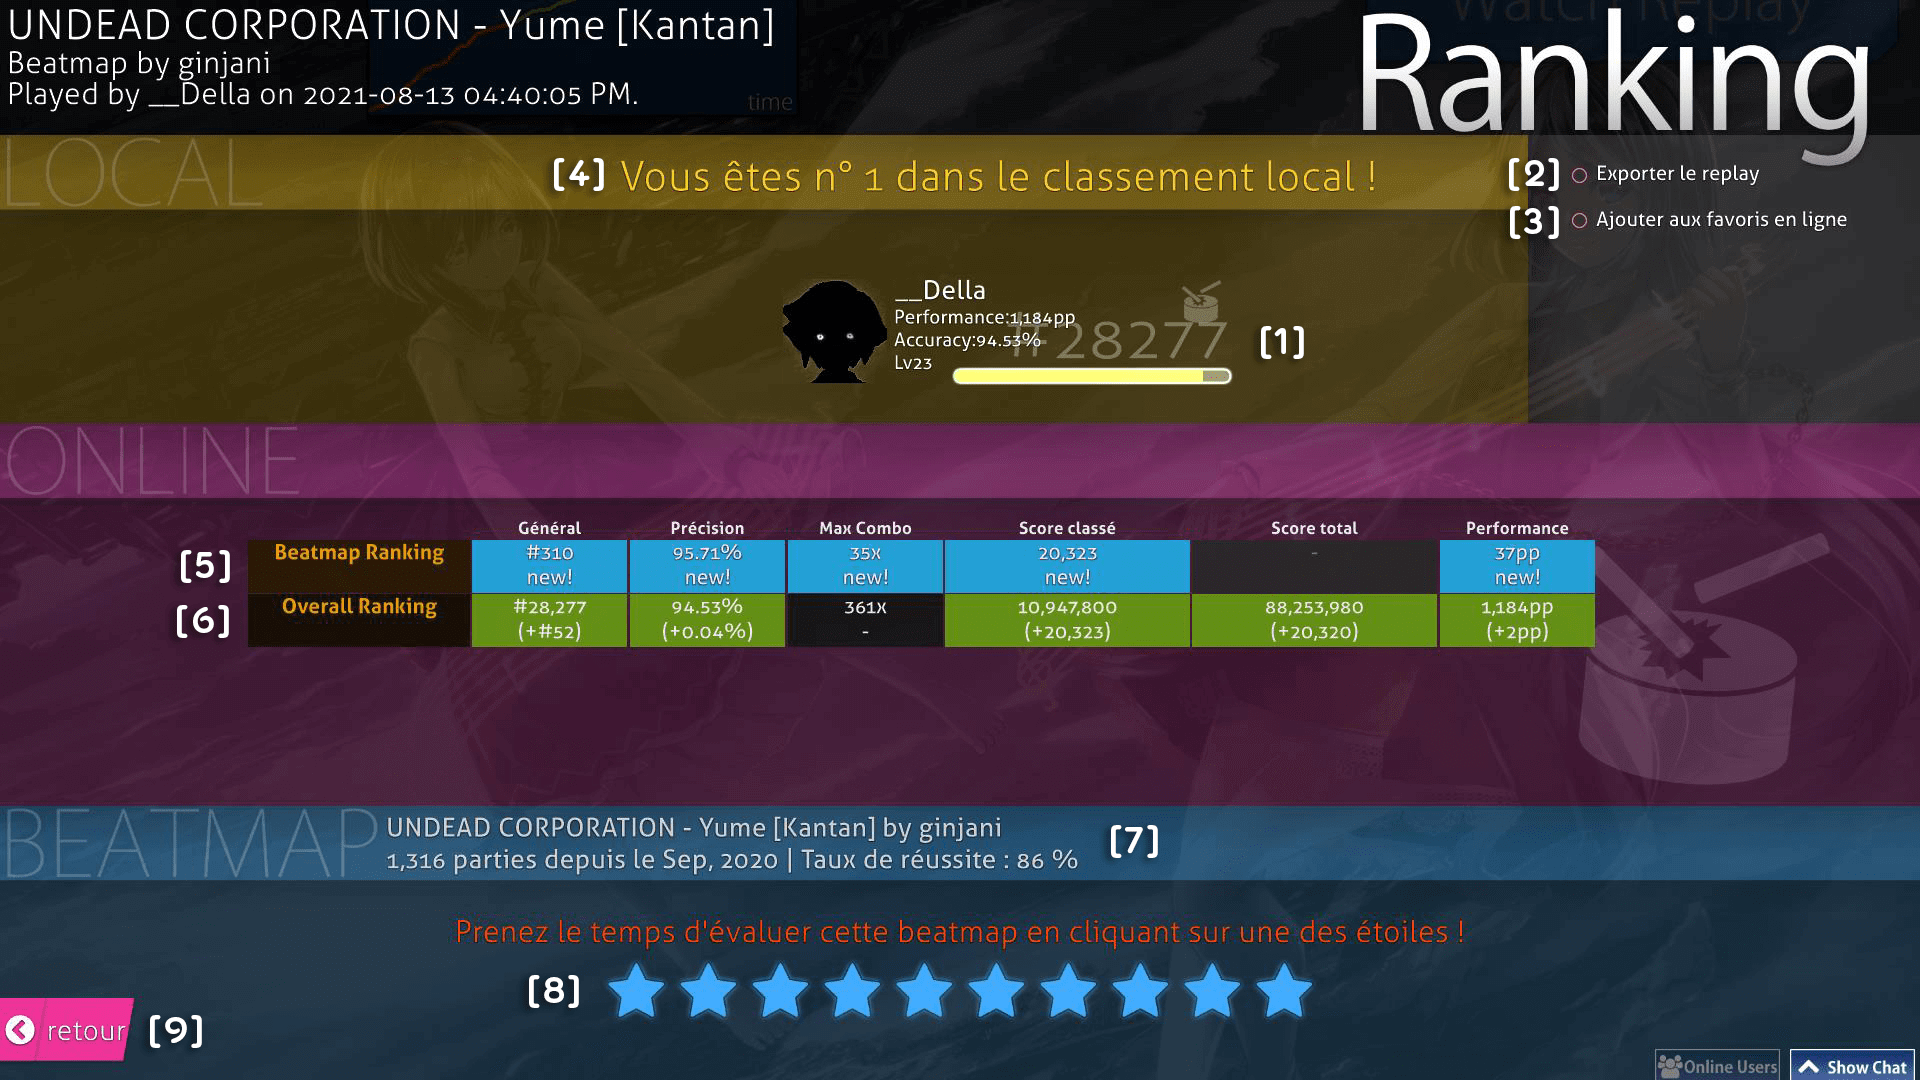 UNDEAD CORPORATION - Yume [Kantan]
Beatmap by ginjani
Played by __Della on 2021-08-13 04:40:05 PM.
time
Watch Replay
Ranking
LOCAL
[4] Vous êtes n° 1 dans le classement local !
[2] Exporter le replay
[3] Ajouter aux favoris en ligne
__Della
Performance:1,184pp
Accuracy:94.53%
Lv23
#28277
[1]
ONLINE
Général Précision Max Combo Score classé Score total Performance
[5] Beatmap Ranking #310 95.71% 35x 20,323 - 37pp
new! new! new! new! new!
[6] Overall Ranking #28,277 94.53% 361x 10,947,800 88,253,980 1,184pp
(+#52) (+0.04%) - (+20,323) (+20,320) (+2pp)
BEATMAP
UNDEAD CORPORATION - Yume [Kantan] by ginjani
1,316 parties depuis le Sep, 2020 | Taux de réussite : 86 %
[7]
Prenez le temps d'évaluer cette beatmap en cliquant sur une des étoiles !
[8]
retour [9]
Online Users
Show Chat